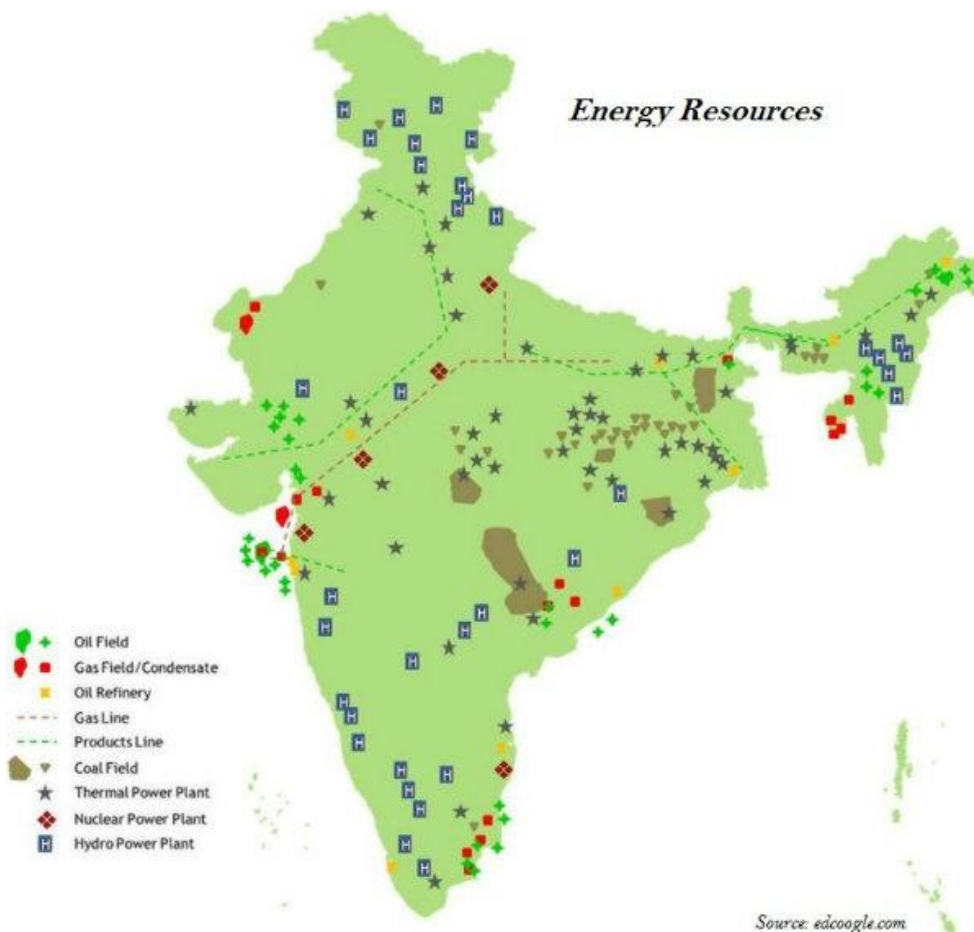 Energy Resources
Oil Field
Gas Field/Condensate
Oil Refinery
Gas Line
Products Line
Coal Field
Thermal Power Plant
Nuclear Power Plant
Hydro Power Plant
Source: edcoogle.com